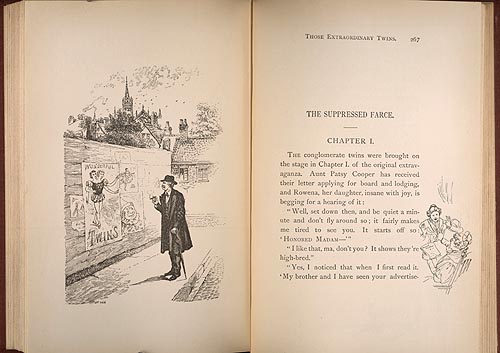 WONDERFUL
TWINS
THOSE EXTRAORDINARY TWINS. 267
THE SUPPRESSED FARCE.
CHAPTER I.
THE conglomerate twins were brought on
the stage in Chapter I. of the original extrav-
aganza. Aunt Patsy Cooper has received
their letter applying for board and lodging,
and Rowena, her daughter, insane with joy, is
begging for a hearing of it:
"Well, set down then, and be quiet a min-
ute and don't fly around so; it fairly makes
me tired to see you. It starts off so:
'HONORED MADAM—'"
"I like that, ma, don't you? It shows they're
high-bred."
"Yes, I noticed that when I first read it.
'My brother and I have seen your advertise-